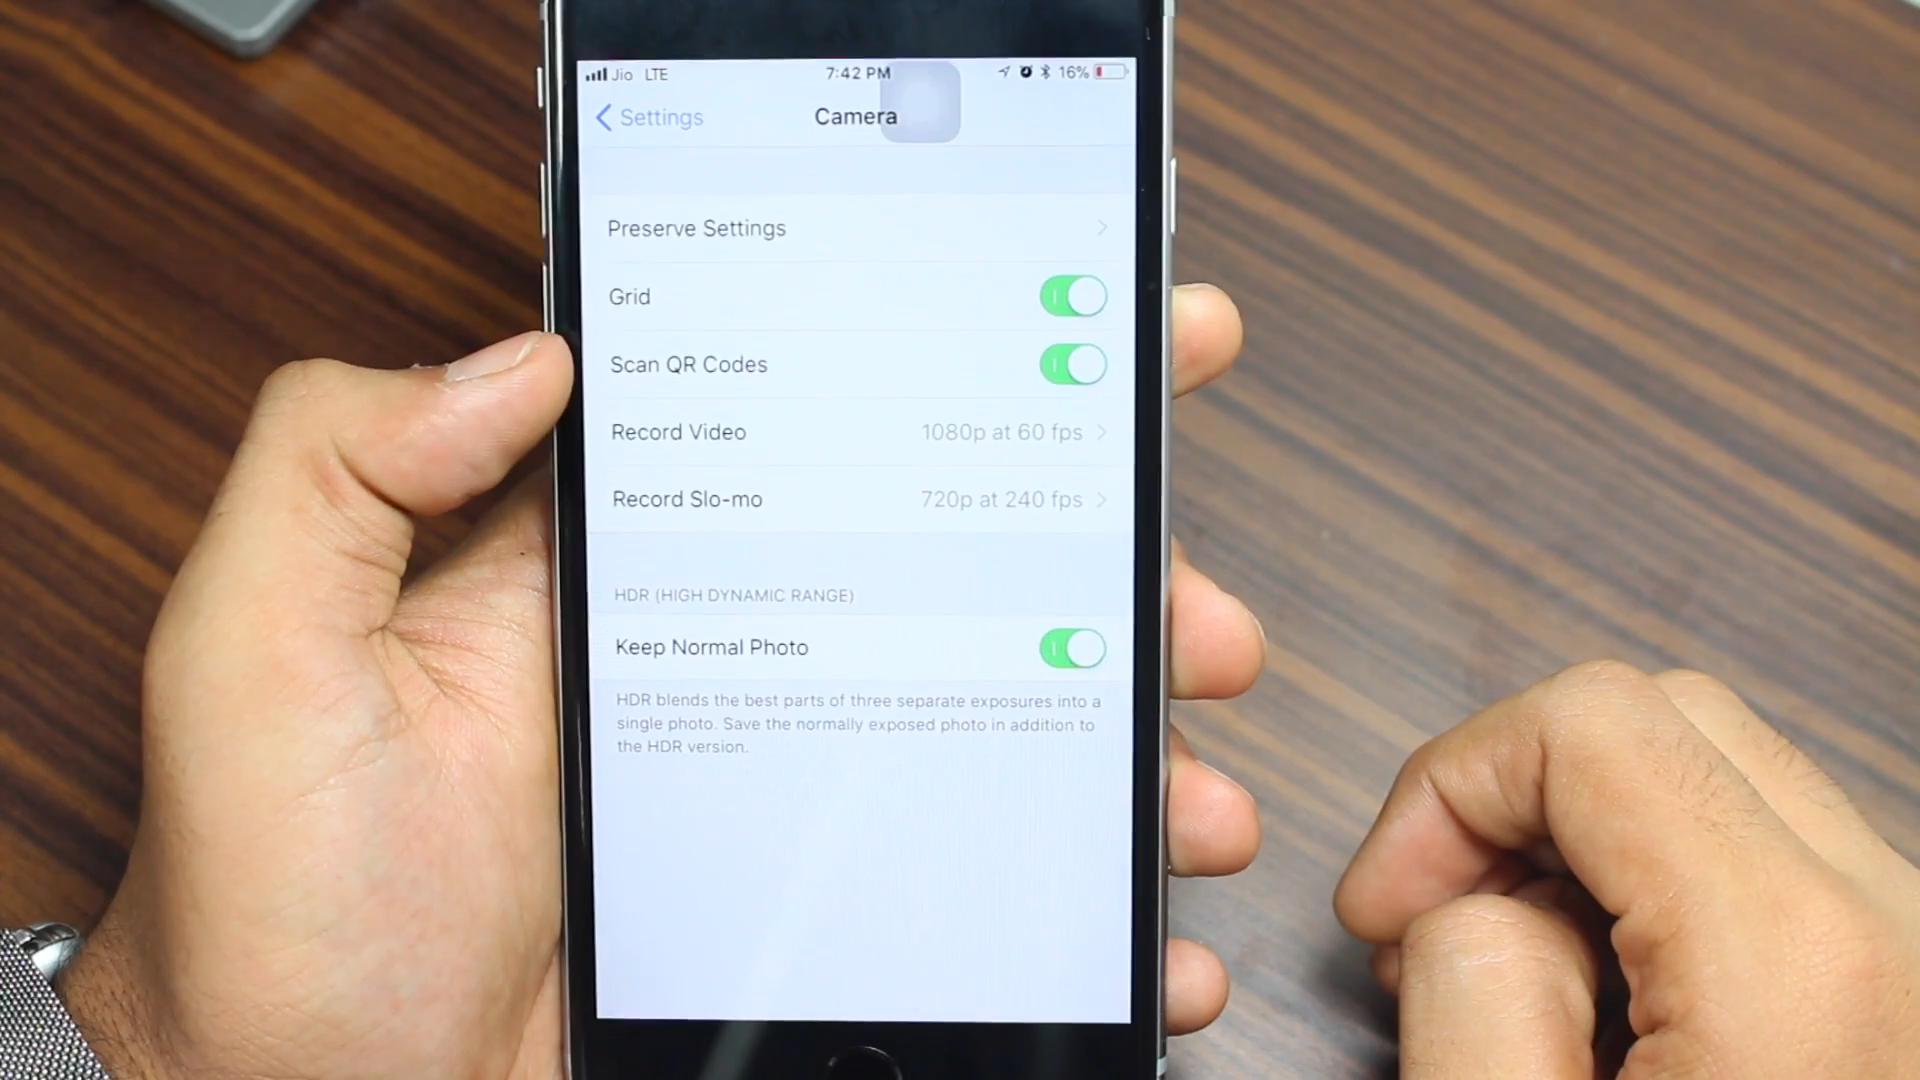 Jio LTE 7:42 PM 16%
Settings Camera
Preserve Settings
Grid
Scan QR Codes
Record Video 1080p at 60 fps
Record Slo-mo 720p at 240 fps
HDR (HIGH DYNAMIC RANGE)
Keep Normal Photo
HDR blends the best parts of three separate exposures into a
single photo. Save the normally exposed photo in addition to
the HDR version.